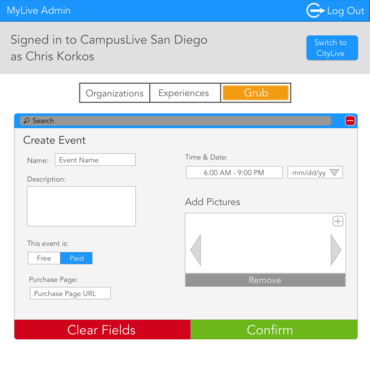 MyLive Admin
Log Out
Signed in to CampusLive San Diego
as Chris Korkos
Switch to
CityLive
Organizations
Experiences
Grub
Search
Create Event
Name:
Event Name
Description:
This event is:
Free
Paid
Purchase Page:
Purchase Page URL
Time & Date:
6:00 AM - 9:00 PM
mm/dd/yy
Add Pictures
Remove
Clear Fields
Confirm